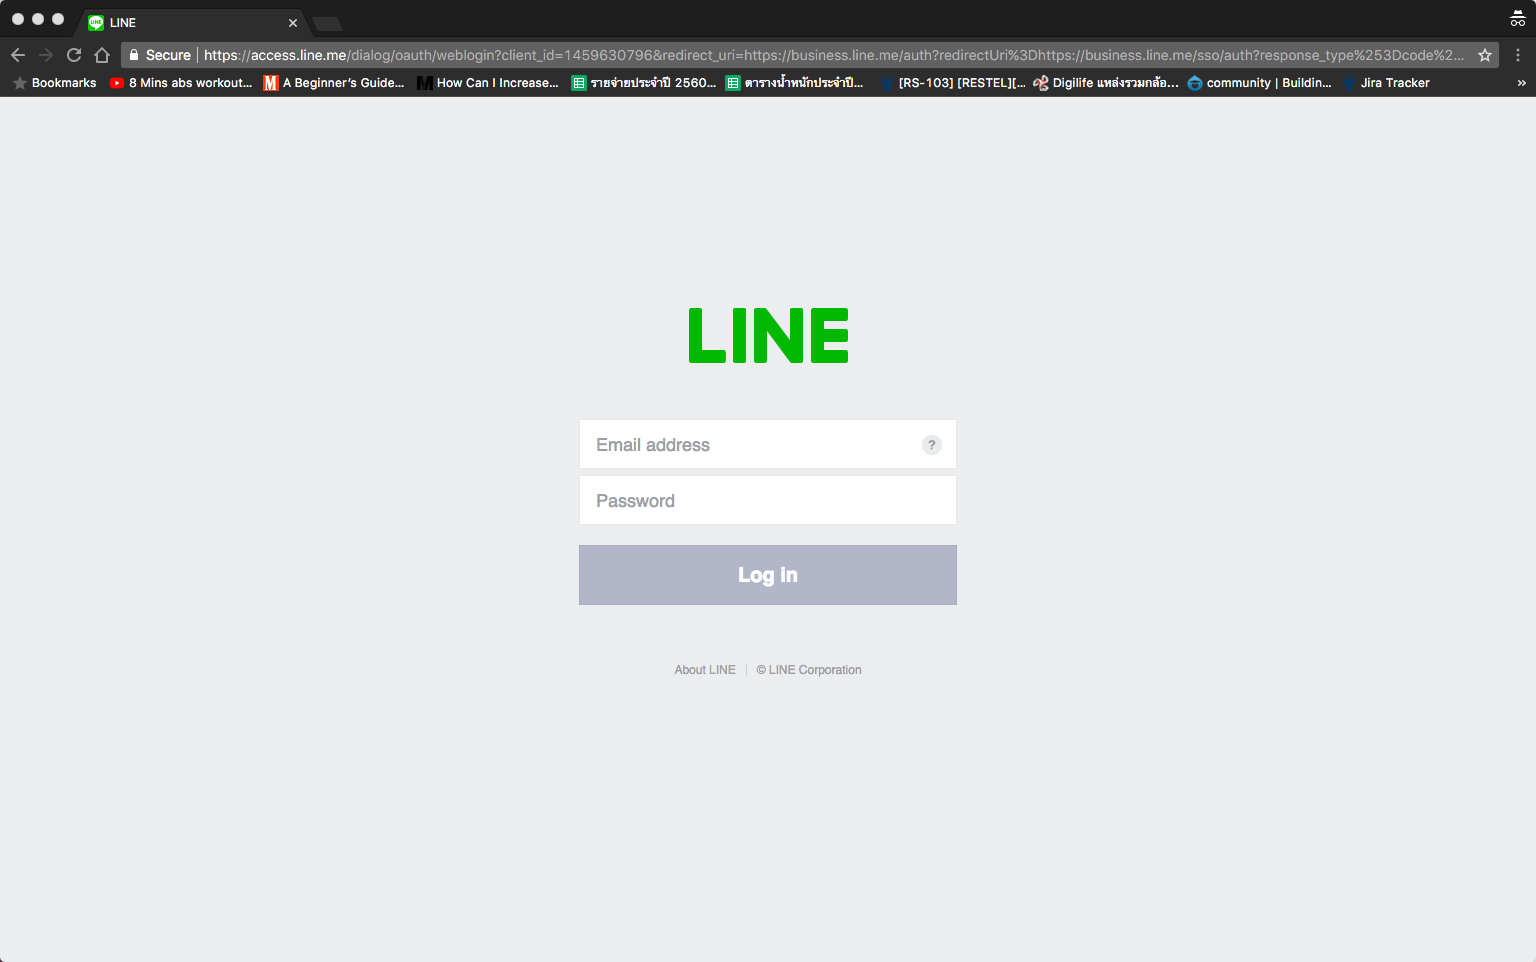 LINE
Secure
https://access.line.me/dialog/oauth/weblogin?client_id=1459630796&redirect_uri=https://business.line.me/auth?redirectUri%3Dhttps://business.line.me/sso/auth?response_type%253Dcode%2...
Bookmarks 8 Mins abs workout... A Beginner's Guide... How Can I Increase... รายจ่ายประจำปี 2560... ตารางน้ำหนักประจำปี... [RS-103] [RESTEL][... Digilife แหล่งรวมกล้อ... community | Buildin... Jira Tracker »
LINE
Email address ?
Password
Log in
About LINE | © LINE Corporation